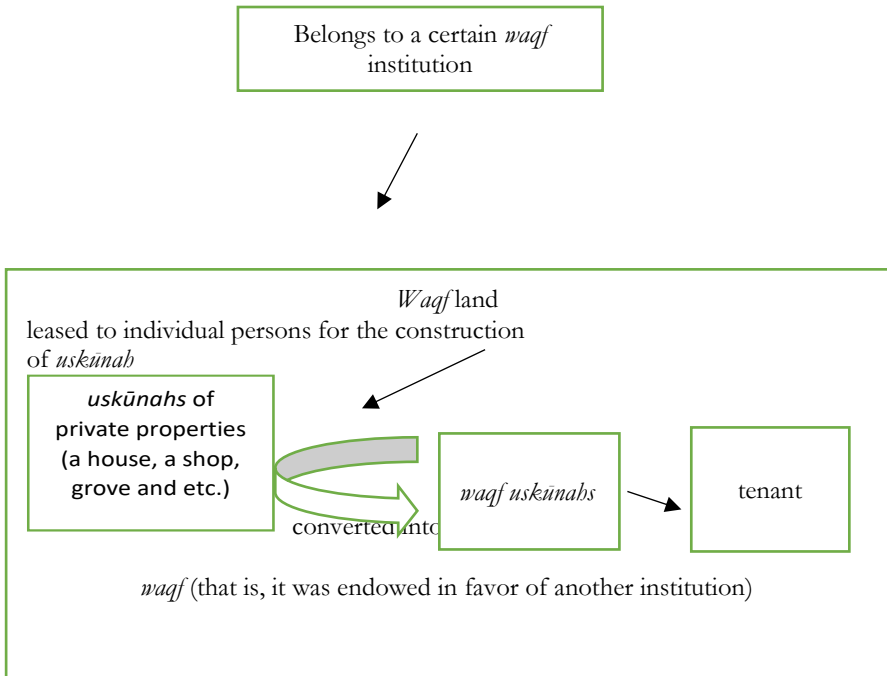 Belongs to a certain waqf
institution
Waqf land
leased to individual persons for the construction
of uskūnah
uskūnahs of
private properties
(a house, a shop,
grove and etc.)
waqf uskūnahs
tenant
converted into
waqf (that is, it was endowed in favor of another institution)